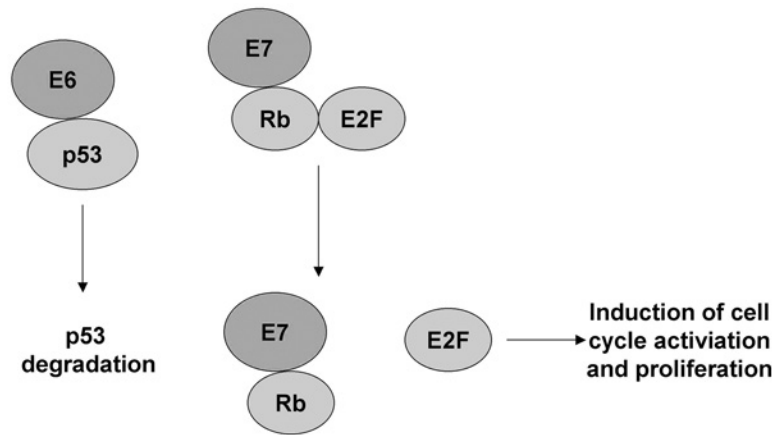 E6
p53
p53
degradation
E7
Rb
E2F
E7
Rb
E2F
Induction of cell
cycle activiation
and proliferation